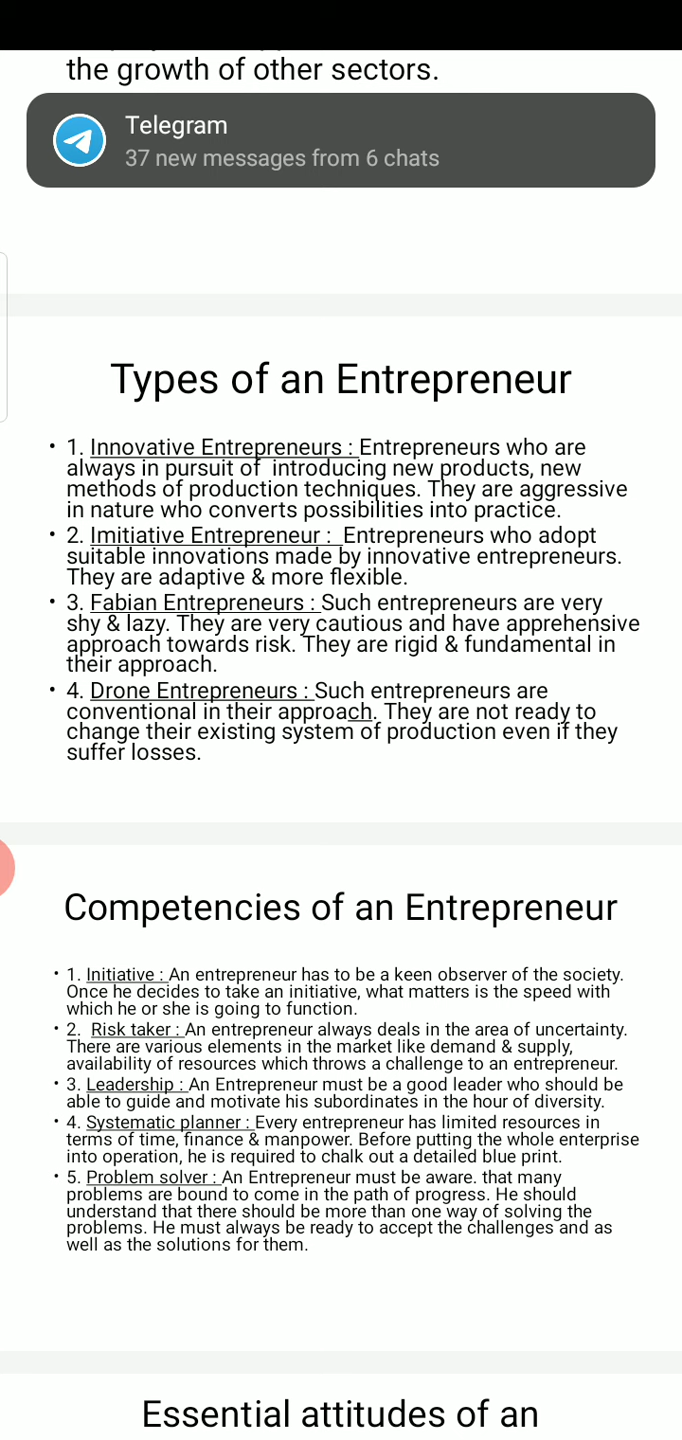 the growth of other sectors.
Telegram
37 new messages from 6 chats
Types of an Entrepreneur
• 1. Innovative Entrepreneurs : Entrepreneurs who are
always in pursuit of introducing new products, new
methods of production techniques. They are aggressive
in nature who converts possibilities into practice.
• 2. Imitiative Entrepreneur : Entrepreneurs who adopt
suitable innovations made by innovative entrepreneurs.
They are adaptive & more flexible.
• 3. Fabian Entrepreneurs : Such entrepreneurs are very
shy & lazy. They are very cautious and have apprehensive
approach towards risk. They are rigid & fundamental in
their approach.
• 4. Drone Entrepreneurs : Such entrepreneurs are
conventional in their approach. They are not ready to
change their existing system of production even if they
suffer losses.
Competencies of an Entrepreneur
• 1. Initiative : An entrepreneur has to be a keen observer of the society.
Once he decides to take an initiative, what matters is the speed with
which he or she is going to function.
• 2. Risk taker : An entrepreneur always deals in the area of uncertainty.
There are various elements in the market like demand & supply,
availability of resources which throws a challenge to an entrepreneur.
• 3. Leadership : An Entrepreneur must be a good leader who should be
able to guide and motivate his subordinates in the hour of diversity.
• 4. Systematic planner : Every entrepreneur has limited resources in
terms of time, finance & manpower. Before putting the whole enterprise
into operation, he is required to chalk out a detailed blue print.
• 5. Problem solver : An Entrepreneur must be aware. that many
problems are bound to come in the path of progress. He should
understand that there should be more than one way of solving the
problems. He must always be ready to accept the challenges and as
well as the solutions for them.
Essential attitudes of an